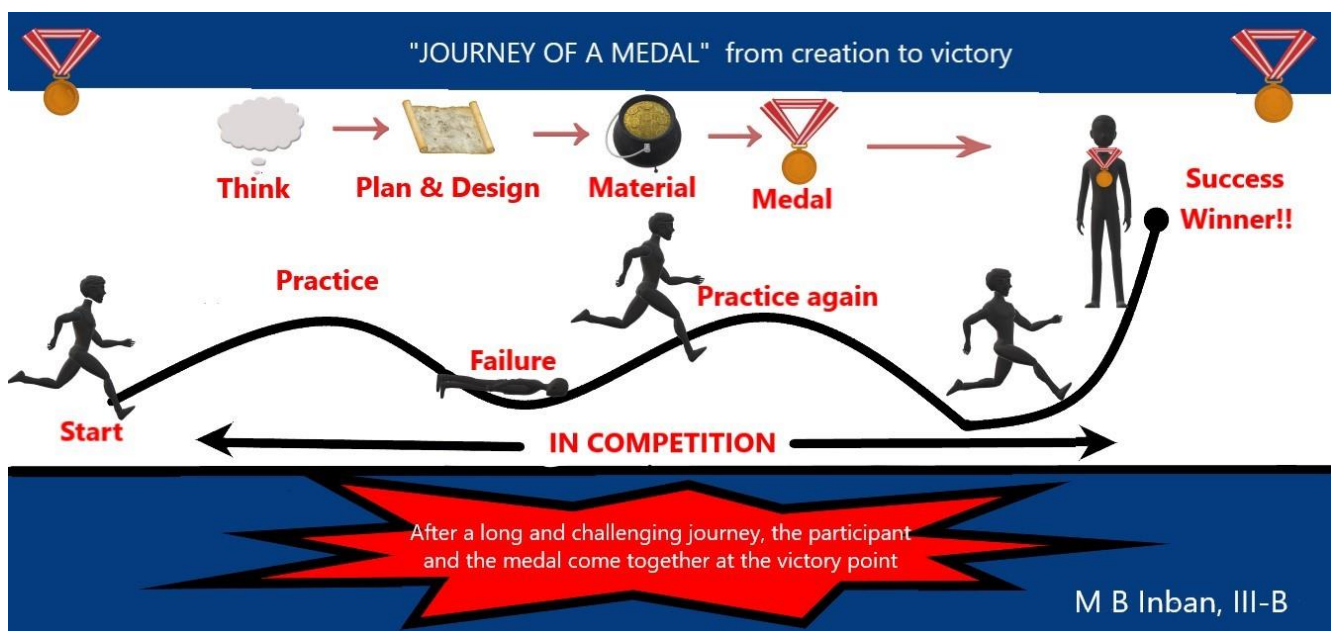 "JOURNEY OF A MEDAL"  from creation to victory
Think
Plan & Design
Material
Medal
Success
Winner!!
Practice
Practice again
Failure
Start
IN COMPETITION
After a long and challenging journey, the participant
and the medal come together at the victory point
M B Inban, III-B